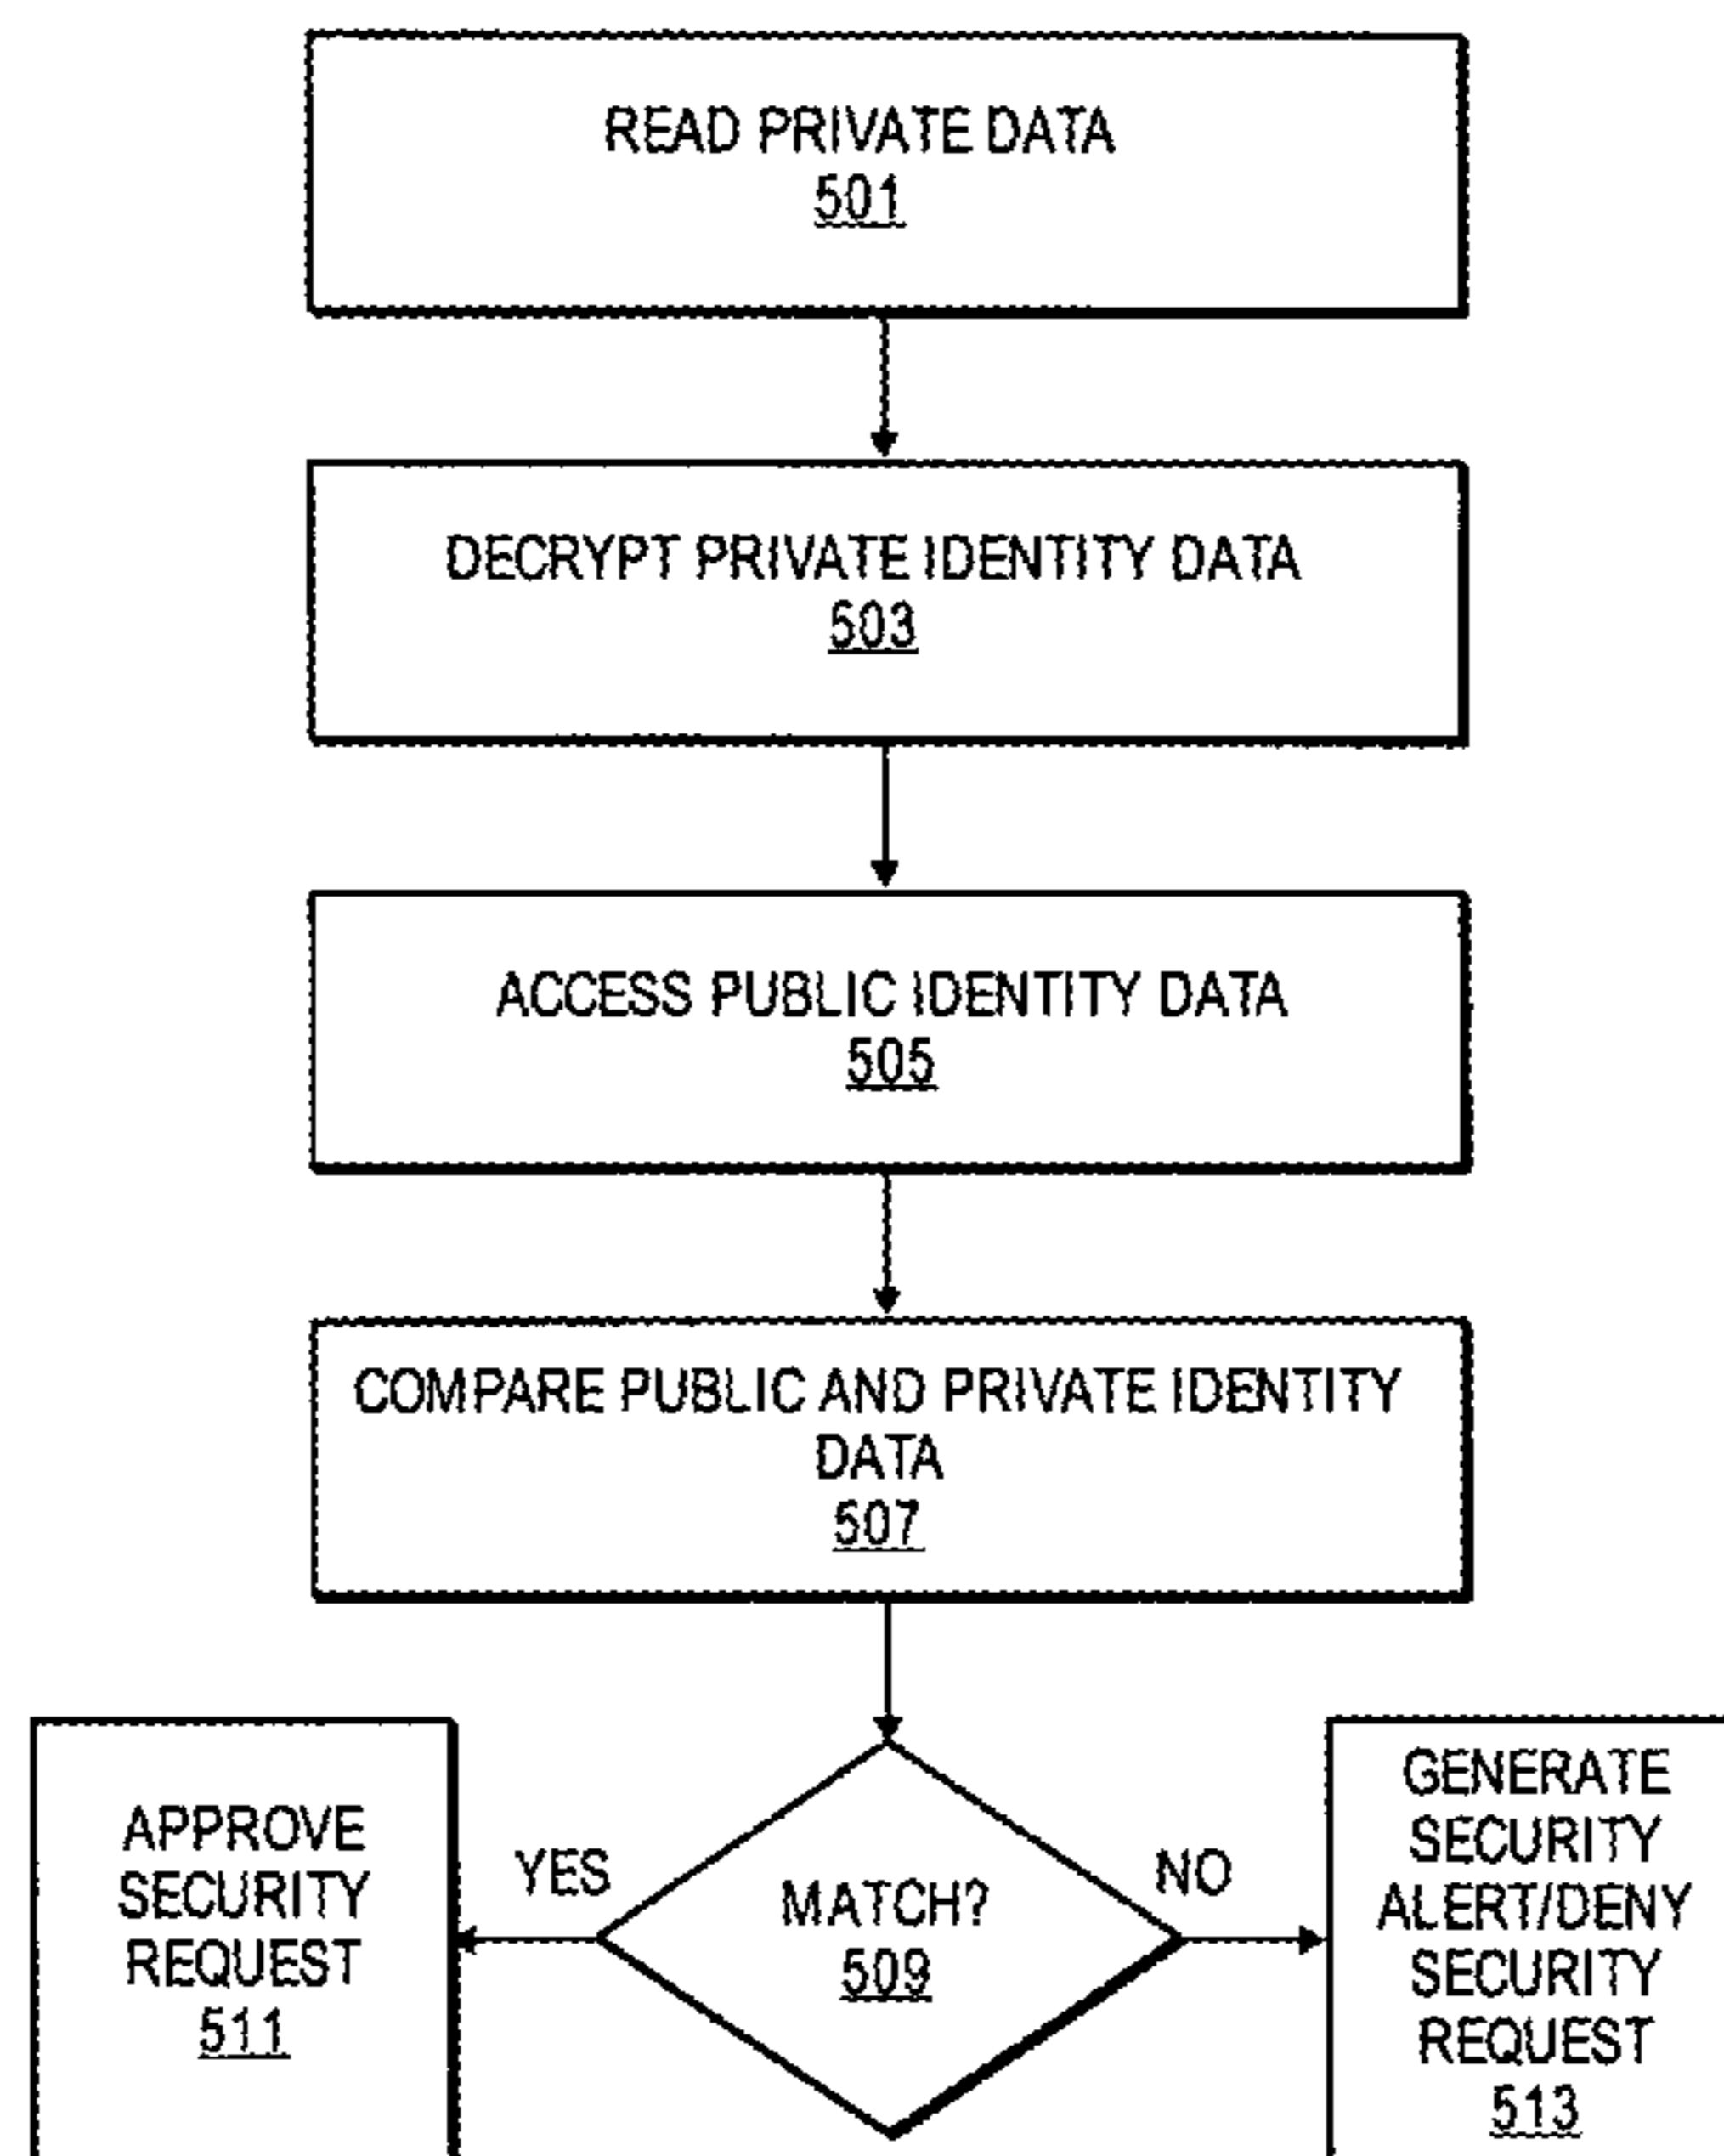 READ PRIVATE DATA
501
DECRYPT PRIVATE IDENTITY DATA
503
ACCESS PUBLIC IDENTITY DATA
505
COMPARE PUBLIC AND PRIVATE IDENTITY
DATA
507
APPROVE
SECURITY
REQUEST
511
YES
MATCH?
509
NO
GENERATE
SECURITY
ALERT/DENY
SECURITY
REQUEST
513